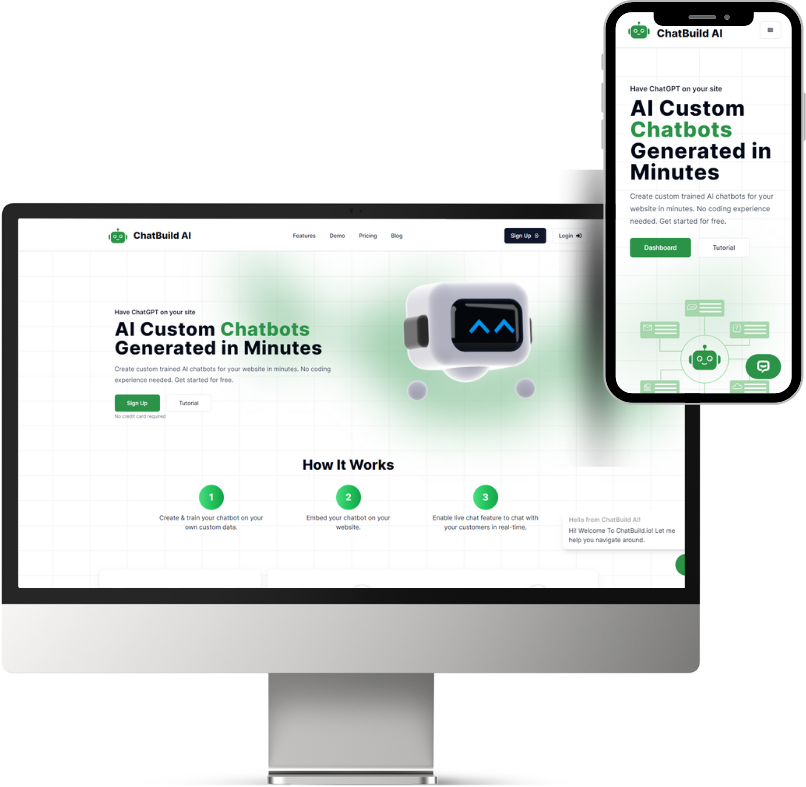 ChatBuild AI
Have ChatGPT on your site
AI Custom
Chatbots
Generated in
Minutes
Create custom trained AI chatbots for your
website in minutes. No coding experience
needed. Get started for free.
Dashboard
Tutorial
ChatBuild AI
Features
Demo
Pricing
Blog
Sign Up
Login
Have ChatGPT on your site
AI Custom Chatbots
Generated in Minutes
Create custom trained AI chatbots for your website in minutes. No coding
experience needed. Get started for free.
Sign Up
Tutorial
No credit card required
How It Works
1
2
3
Create & train your chatbot on your
own custom data.
Embed your chatbot on your
website.
Enable live chat feature to chat with
your customers in real-time.
Hello from ChatBuild AI!
Hi! Welcome To ChatBuild.io! Let me
help you navigate around.